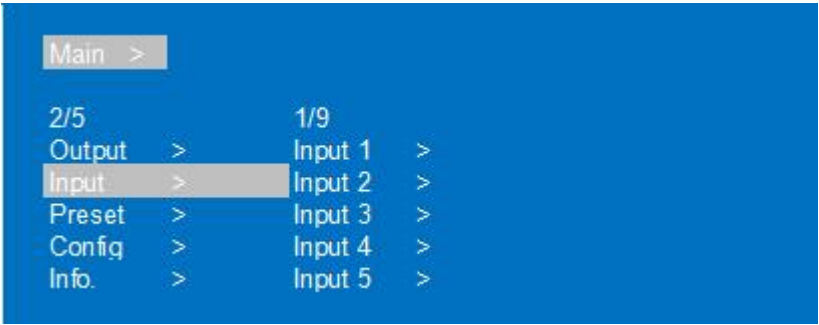 Main >
2/5 1/9
Output > Input 1 >
Input > Input 2 >
Preset > Input 3 >
Config > Input 4 >
Info. > Input 5 >